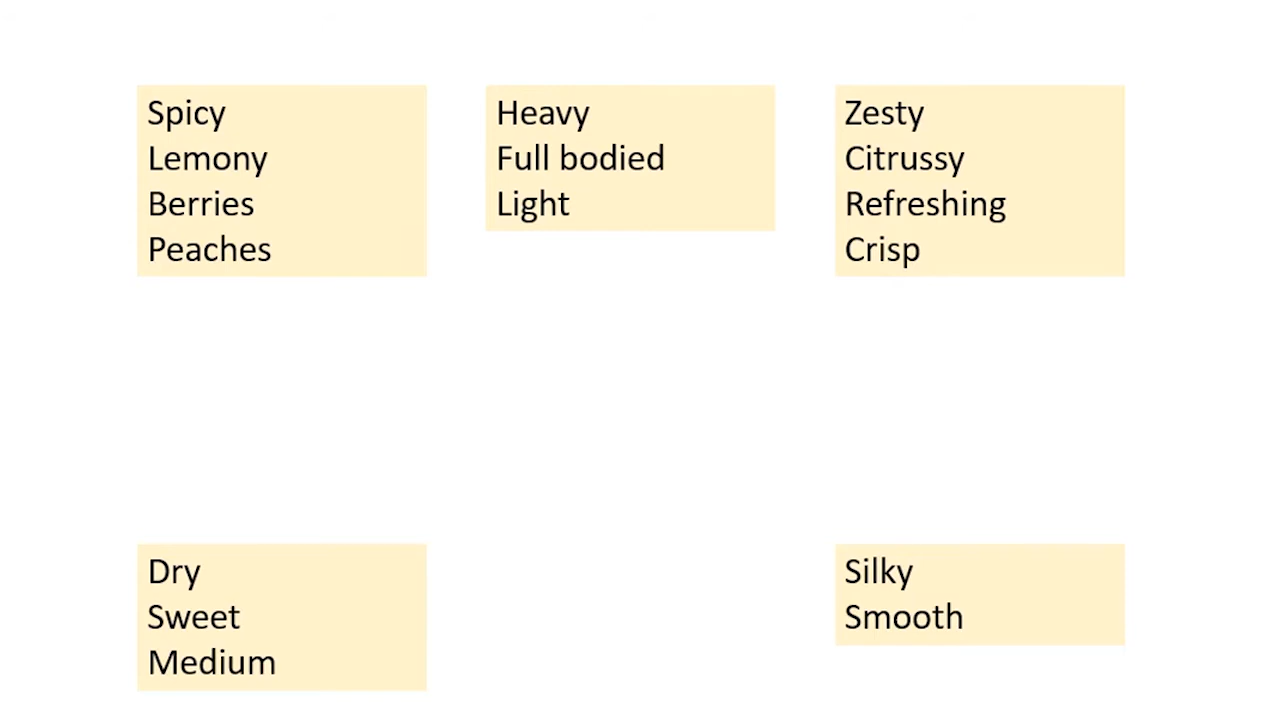 Spicy
Lemony
Berries
Peaches
Heavy
Full bodied
Light
Zesty
Citrussy
Refreshing
Crisp
Dry
Sweet
Medium
Silky
Smooth